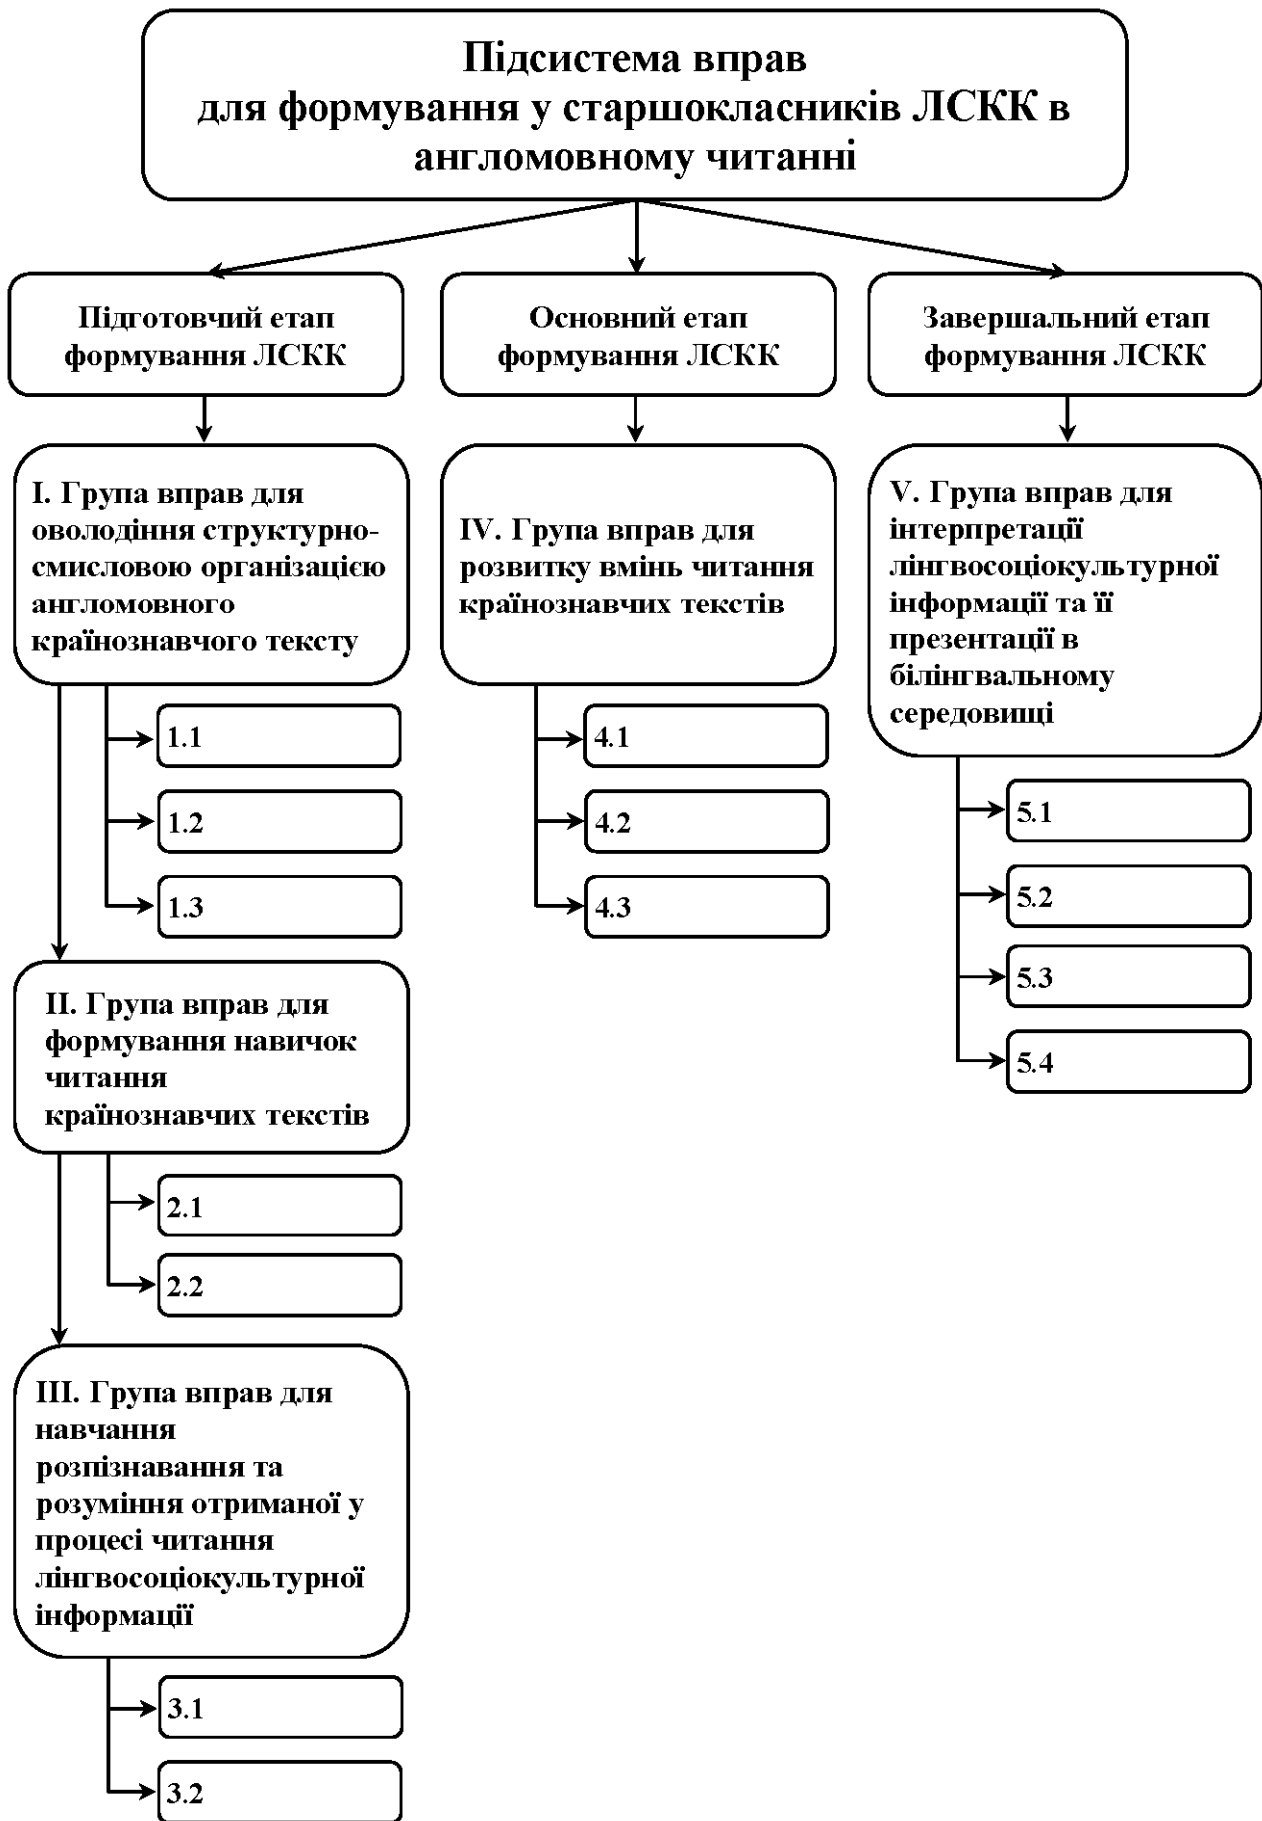 Підсистема вправ
для формування у старшокласників ЛСКК в
англомовному читанні
Підготовчий етап
формування ЛСКК
Основний етап
формування ЛСКК
Завершальний етап
формування ЛСКК
I. Група вправ для
оволодіння структурно-
смисловою організацією
англомовного
країнознавчого тексту
1.1
1.2
1.3
II. Група вправ для
формування навичок
читання
країнознавчих текстів
2.1
2.2
III. Група вправ для
навчання
розпізнавання та
розуміння отриманої у
процесі читання
лінгвосоціокультурної
інформації
3.1
3.2
IV. Група вправ для
розвитку вмінь читання
країнознавчих текстів
4.1
4.2
4.3
V. Група вправ для
інтерпретації
лінгвосоціокультурної
інформації та її
презентації в
білінгвальному
середовищі
5.1
5.2
5.3
5.4